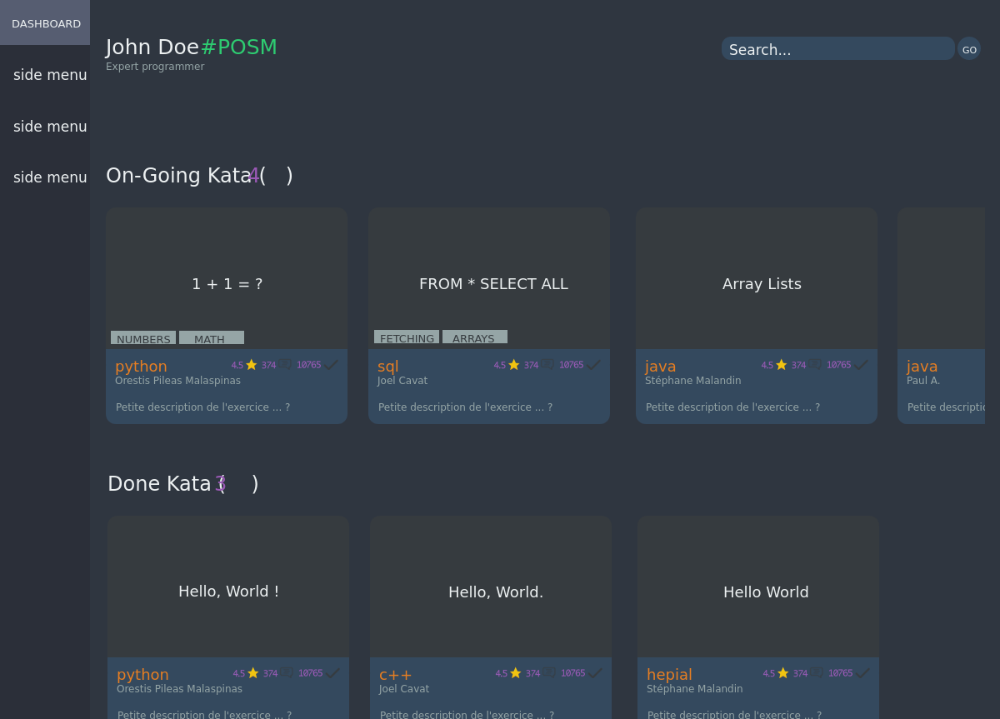 DASHBOARD
side menu
side menu
side menu
John Doe#POSM
Expert programmer
Search...
GO
On-Going Kata (4)
1 + 1 = ?
NUMBERS MATH
python 4.5 374 10765
Orestis Pileas Malaspinas
Petite description de l'exercice ... ?
FROM * SELECT ALL
FETCHING ARRAYS
sql 4.5 374 10765
Joel Cavat
Petite description de l'exercice ... ?
Array Lists
java 4.5 374 10765
Stéphane Malandin
Petite description de l'exercice ... ?
java
Paul A.
Petite descriptio
Done Kata (3)
Hello, World !
python 4.5 374 10765
Orestis Pileas Malaspinas
Petite description de l'exercice ... ?
Hello, World.
c++ 4.5 374 10765
Joel Cavat
Petite description de l'exercice ... ?
Hello World
hepial 4.5 374 10765
Stéphane Malandin
Petite description de l'exercice ... ?